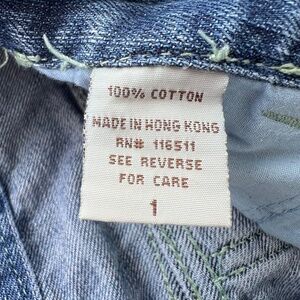 100% COTTON
MADE IN HONG KONG
RN# 116511
SEE REVERSE
FOR CARE
1